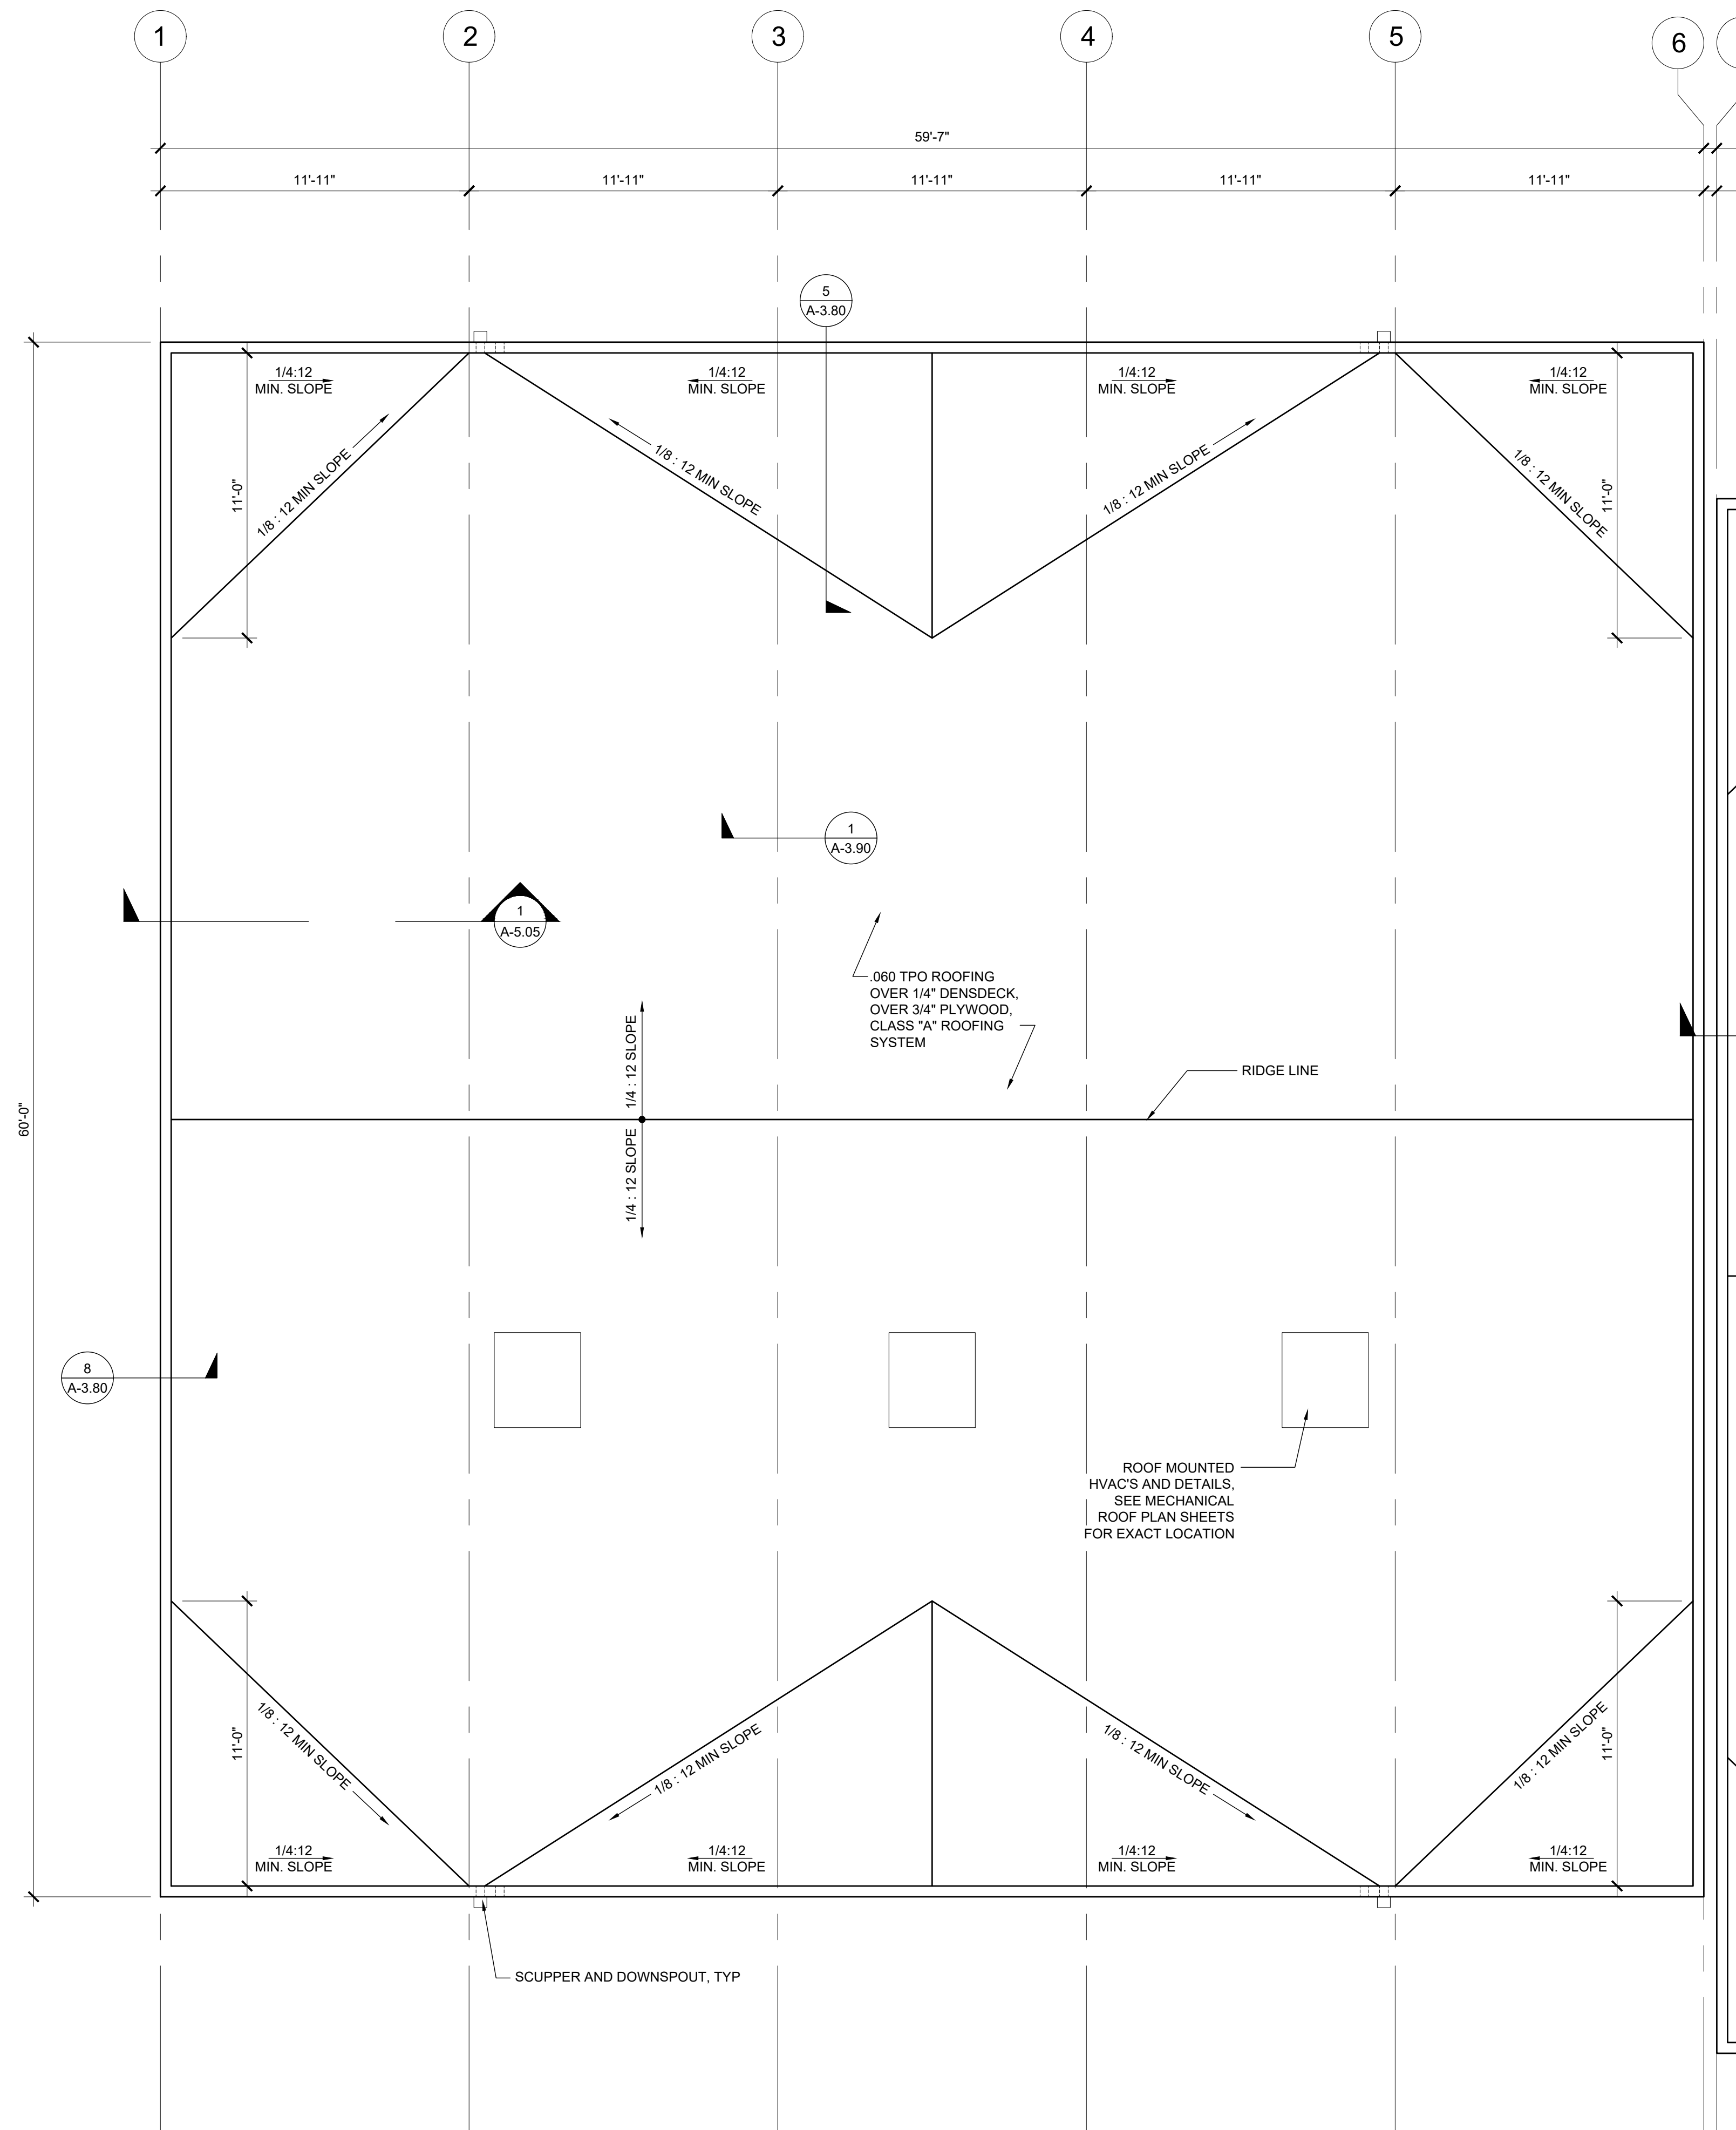 1
2
3
4
5
6
59'-7"
11'-11"
11'-11"
11'-11"
11'-11"
11'-11"
5
A-3.80
1/4:12
MIN. SLOPE
1/4:12
MIN. SLOPE
1/4:12
MIN. SLOPE
1/4:12
MIN. SLOPE
11'-0"
1/8 : 12 MIN SLOPE
1/8 : 12 MIN SLOPE
1/8 : 12 MIN SLOPE
1/8 : 12 MIN SLOPE
11'-0"
1
A-3.90
1
A-5.05
.060 TPO ROOFING
OVER 1/4" DENSDECK,
OVER 3/4" PLYWOOD,
CLASS "A" ROOFING
SYSTEM
1/4 : 12 SLOPE
RIDGE LINE
60'-0"
1/4 : 12 SLOPE
8
A-3.80
ROOF MOUNTED
HVAC'S AND DETAILS,
SEE MECHANICAL
ROOF PLAN SHEETS
FOR EXACT LOCATION
11'-0"
1/8 : 12 MIN SLOPE
1/8 : 12 MIN SLOPE
1/8 : 12 MIN SLOPE
1/8 : 12 MIN SLOPE
11'-0"
1/4:12
MIN. SLOPE
1/4:12
MIN. SLOPE
1/4:12
MIN. SLOPE
1/4:12
MIN. SLOPE
SCUPPER AND DOWNSPOUT, TYP